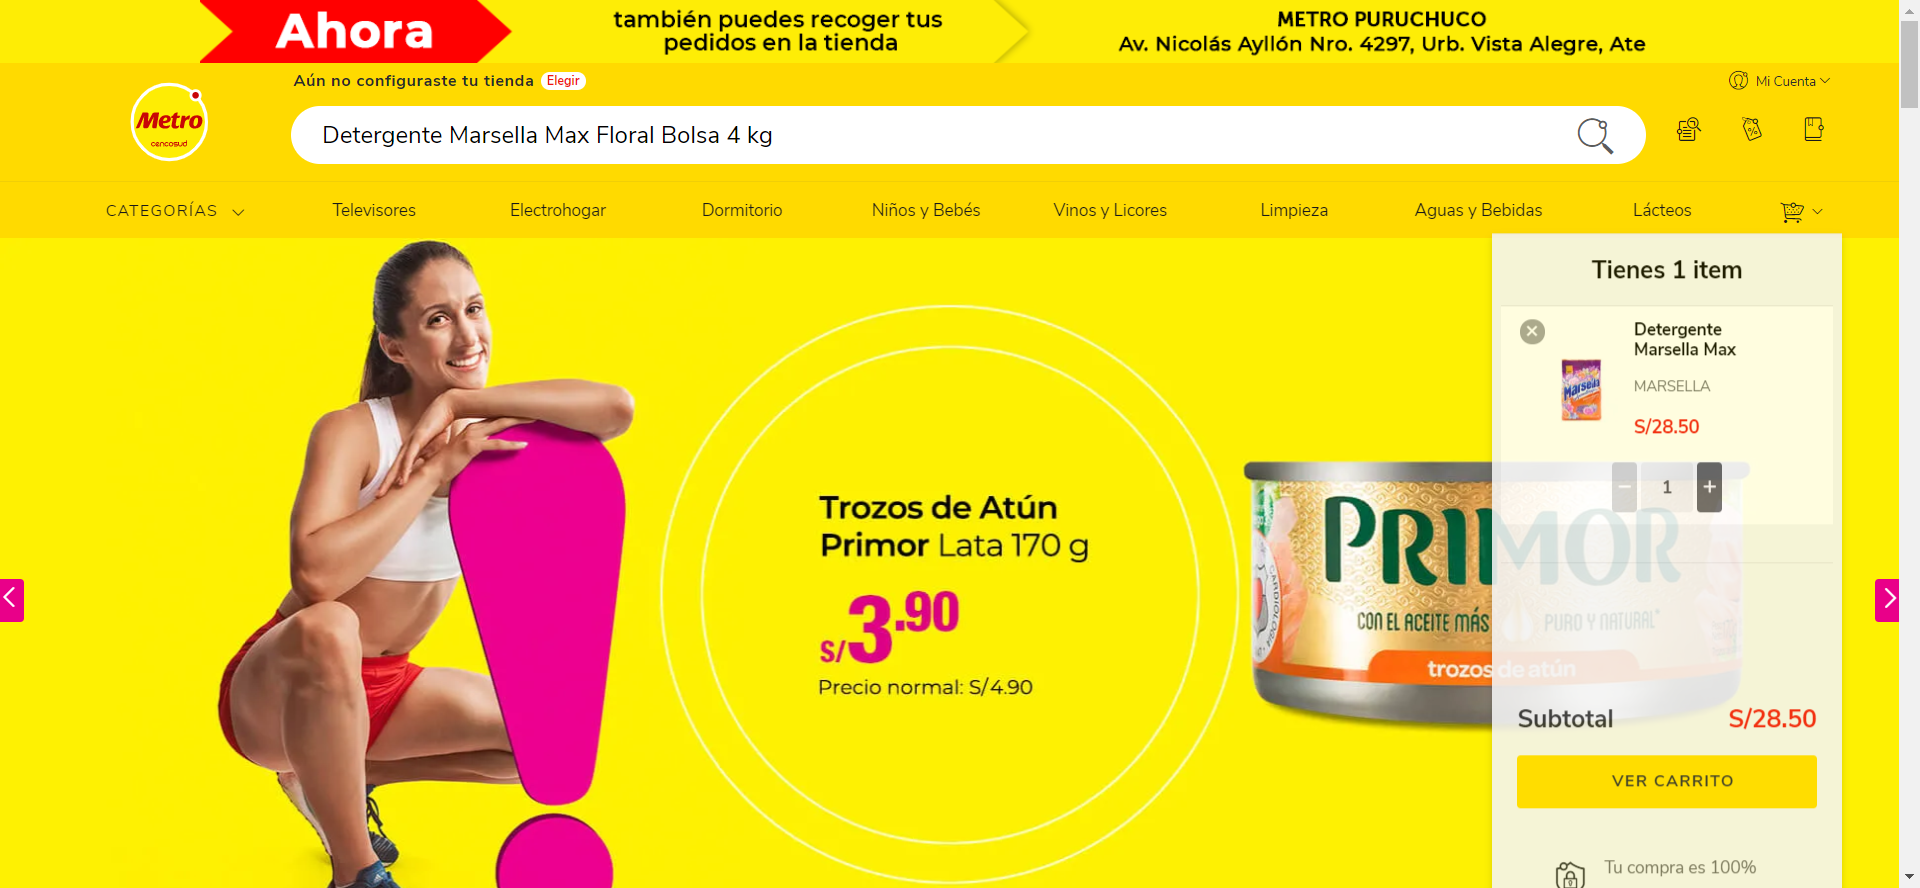 Ahora
también puedes recoger tus
pedidos en la tienda
METRO PURUCHUCO
Av. Nicolás Ayllón Nro. 4297, Urb. Vista Alegre, Ate
Aún no configuraste tu tienda Elegir
Mi Cuenta
Metro
cencosud
Detergente Marsella Max Floral Bolsa 4 kg
CATEGORÍAS
Televisores
Electrohogar
Dormitorio
Niños y Bebés
Vinos y Licores
Limpieza
Aguas y Bebidas
Lácteos
Tienes 1 item
Detergente
Marsella Max
MARSELLA
S/28.50
Marsella
− 1 +
Trozos de Atún
Primor Lata 170 g
S/3.90
Precio normal: S/4.90
PRIMOR
CON EL ACEITE MÁS PURO Y NATURAL*
trozos de atún
Subtotal S/28.50
VER CARRITO
Tu compra es 100%